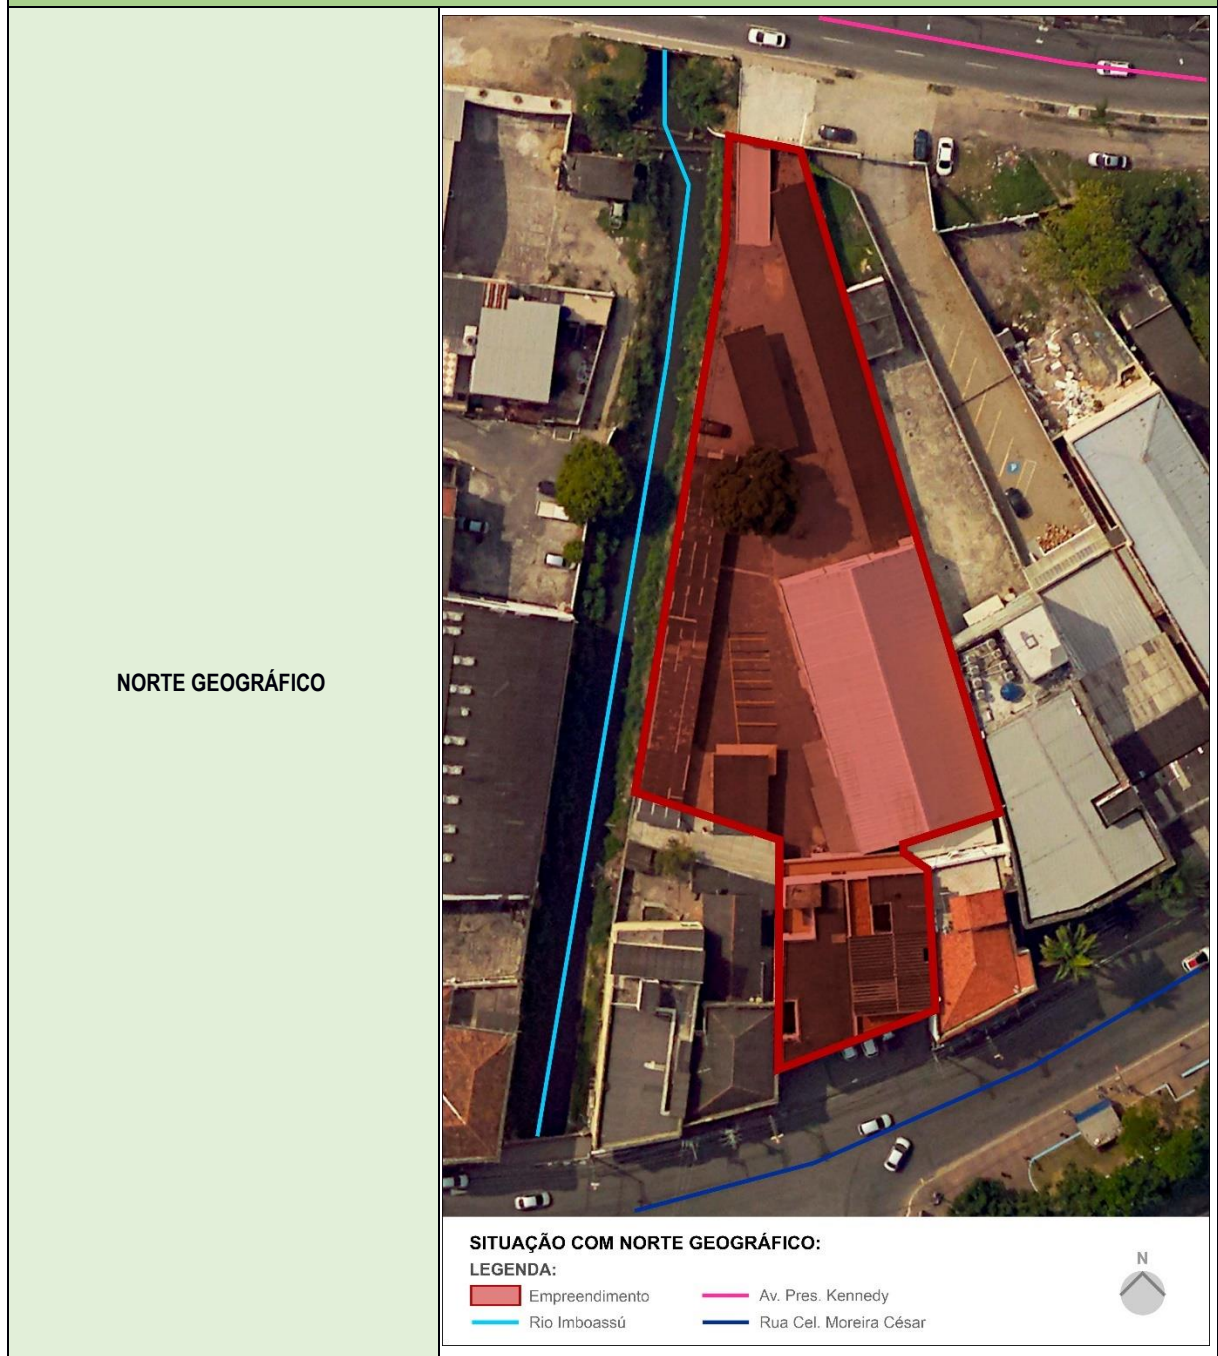 NORTE GEOGRÁFICO
SITUAÇÃO COM NORTE GEOGRÁFICO:
LEGENDA:
Empreendimento
Av. Pres. Kennedy
Rio Imboassú
Rua Cel. Moreira César
N